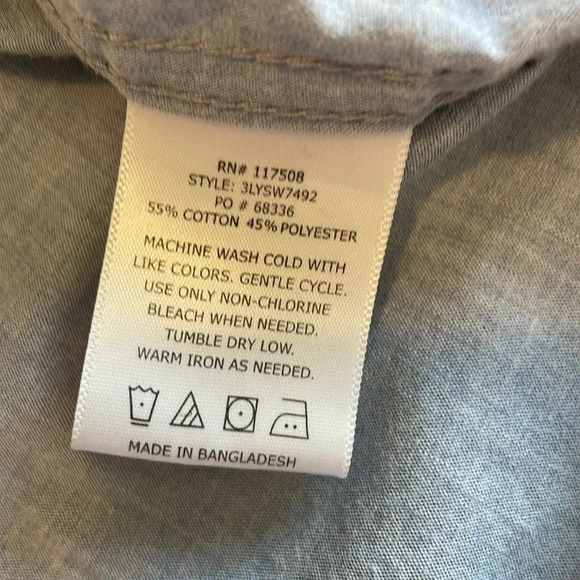 RN# 117508
STYLE: 3LYSW7492
PO # 68336
55% COTTON 45% POLYESTER
MACHINE WASH COLD WITH
LIKE COLORS. GENTLE CYCLE.
USE ONLY NON-CHLORINE
BLEACH WHEN NEEDED.
TUMBLE DRY LOW.
WARM IRON AS NEEDED.
MADE IN BANGLADESH